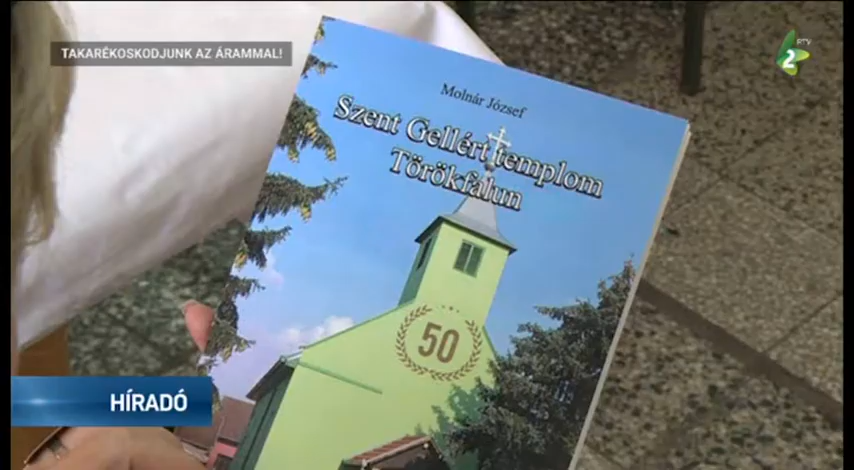 TAKARÉKOSKODJUNK AZ ÁRAMMAL!
RTV
2
Molnár József
Szent Gellért templom
Törökfalun
50
HÍRADÓ